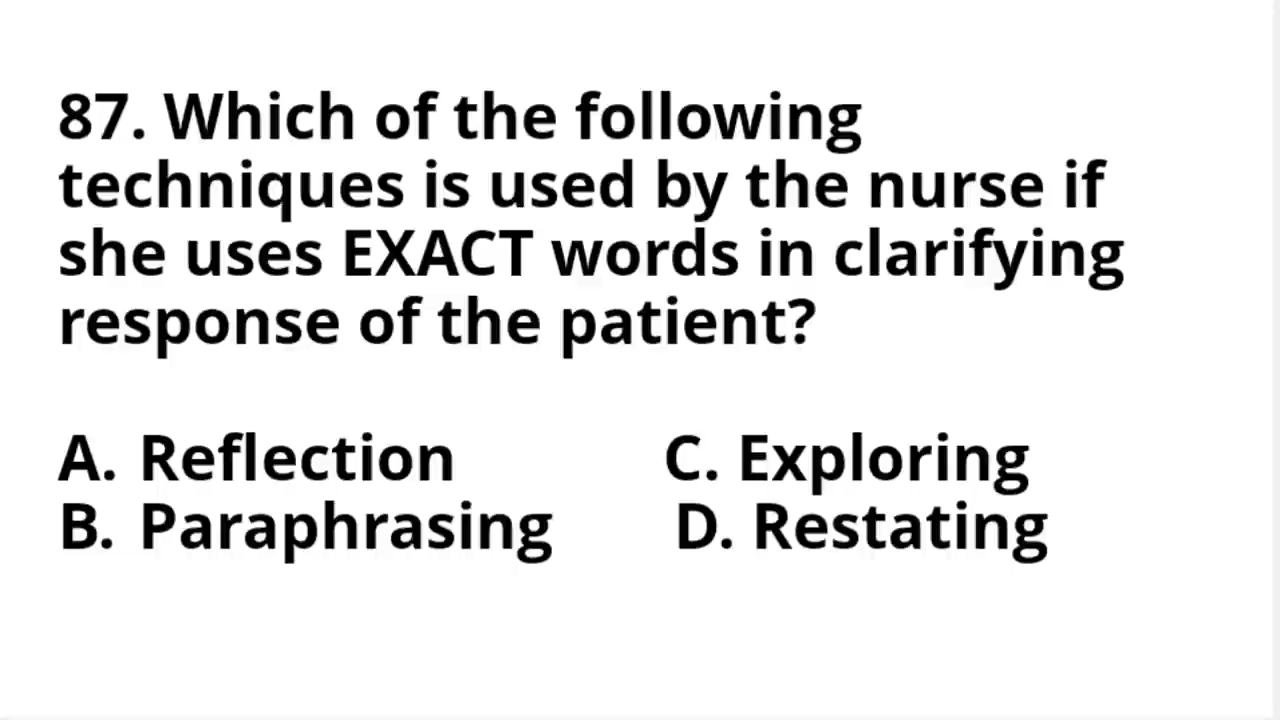 87. Which of the following
techniques is used by the nurse if
she uses EXACT words in clarifying
response of the patient?
A. Reflection C. Exploring
B. Paraphrasing D. Restating